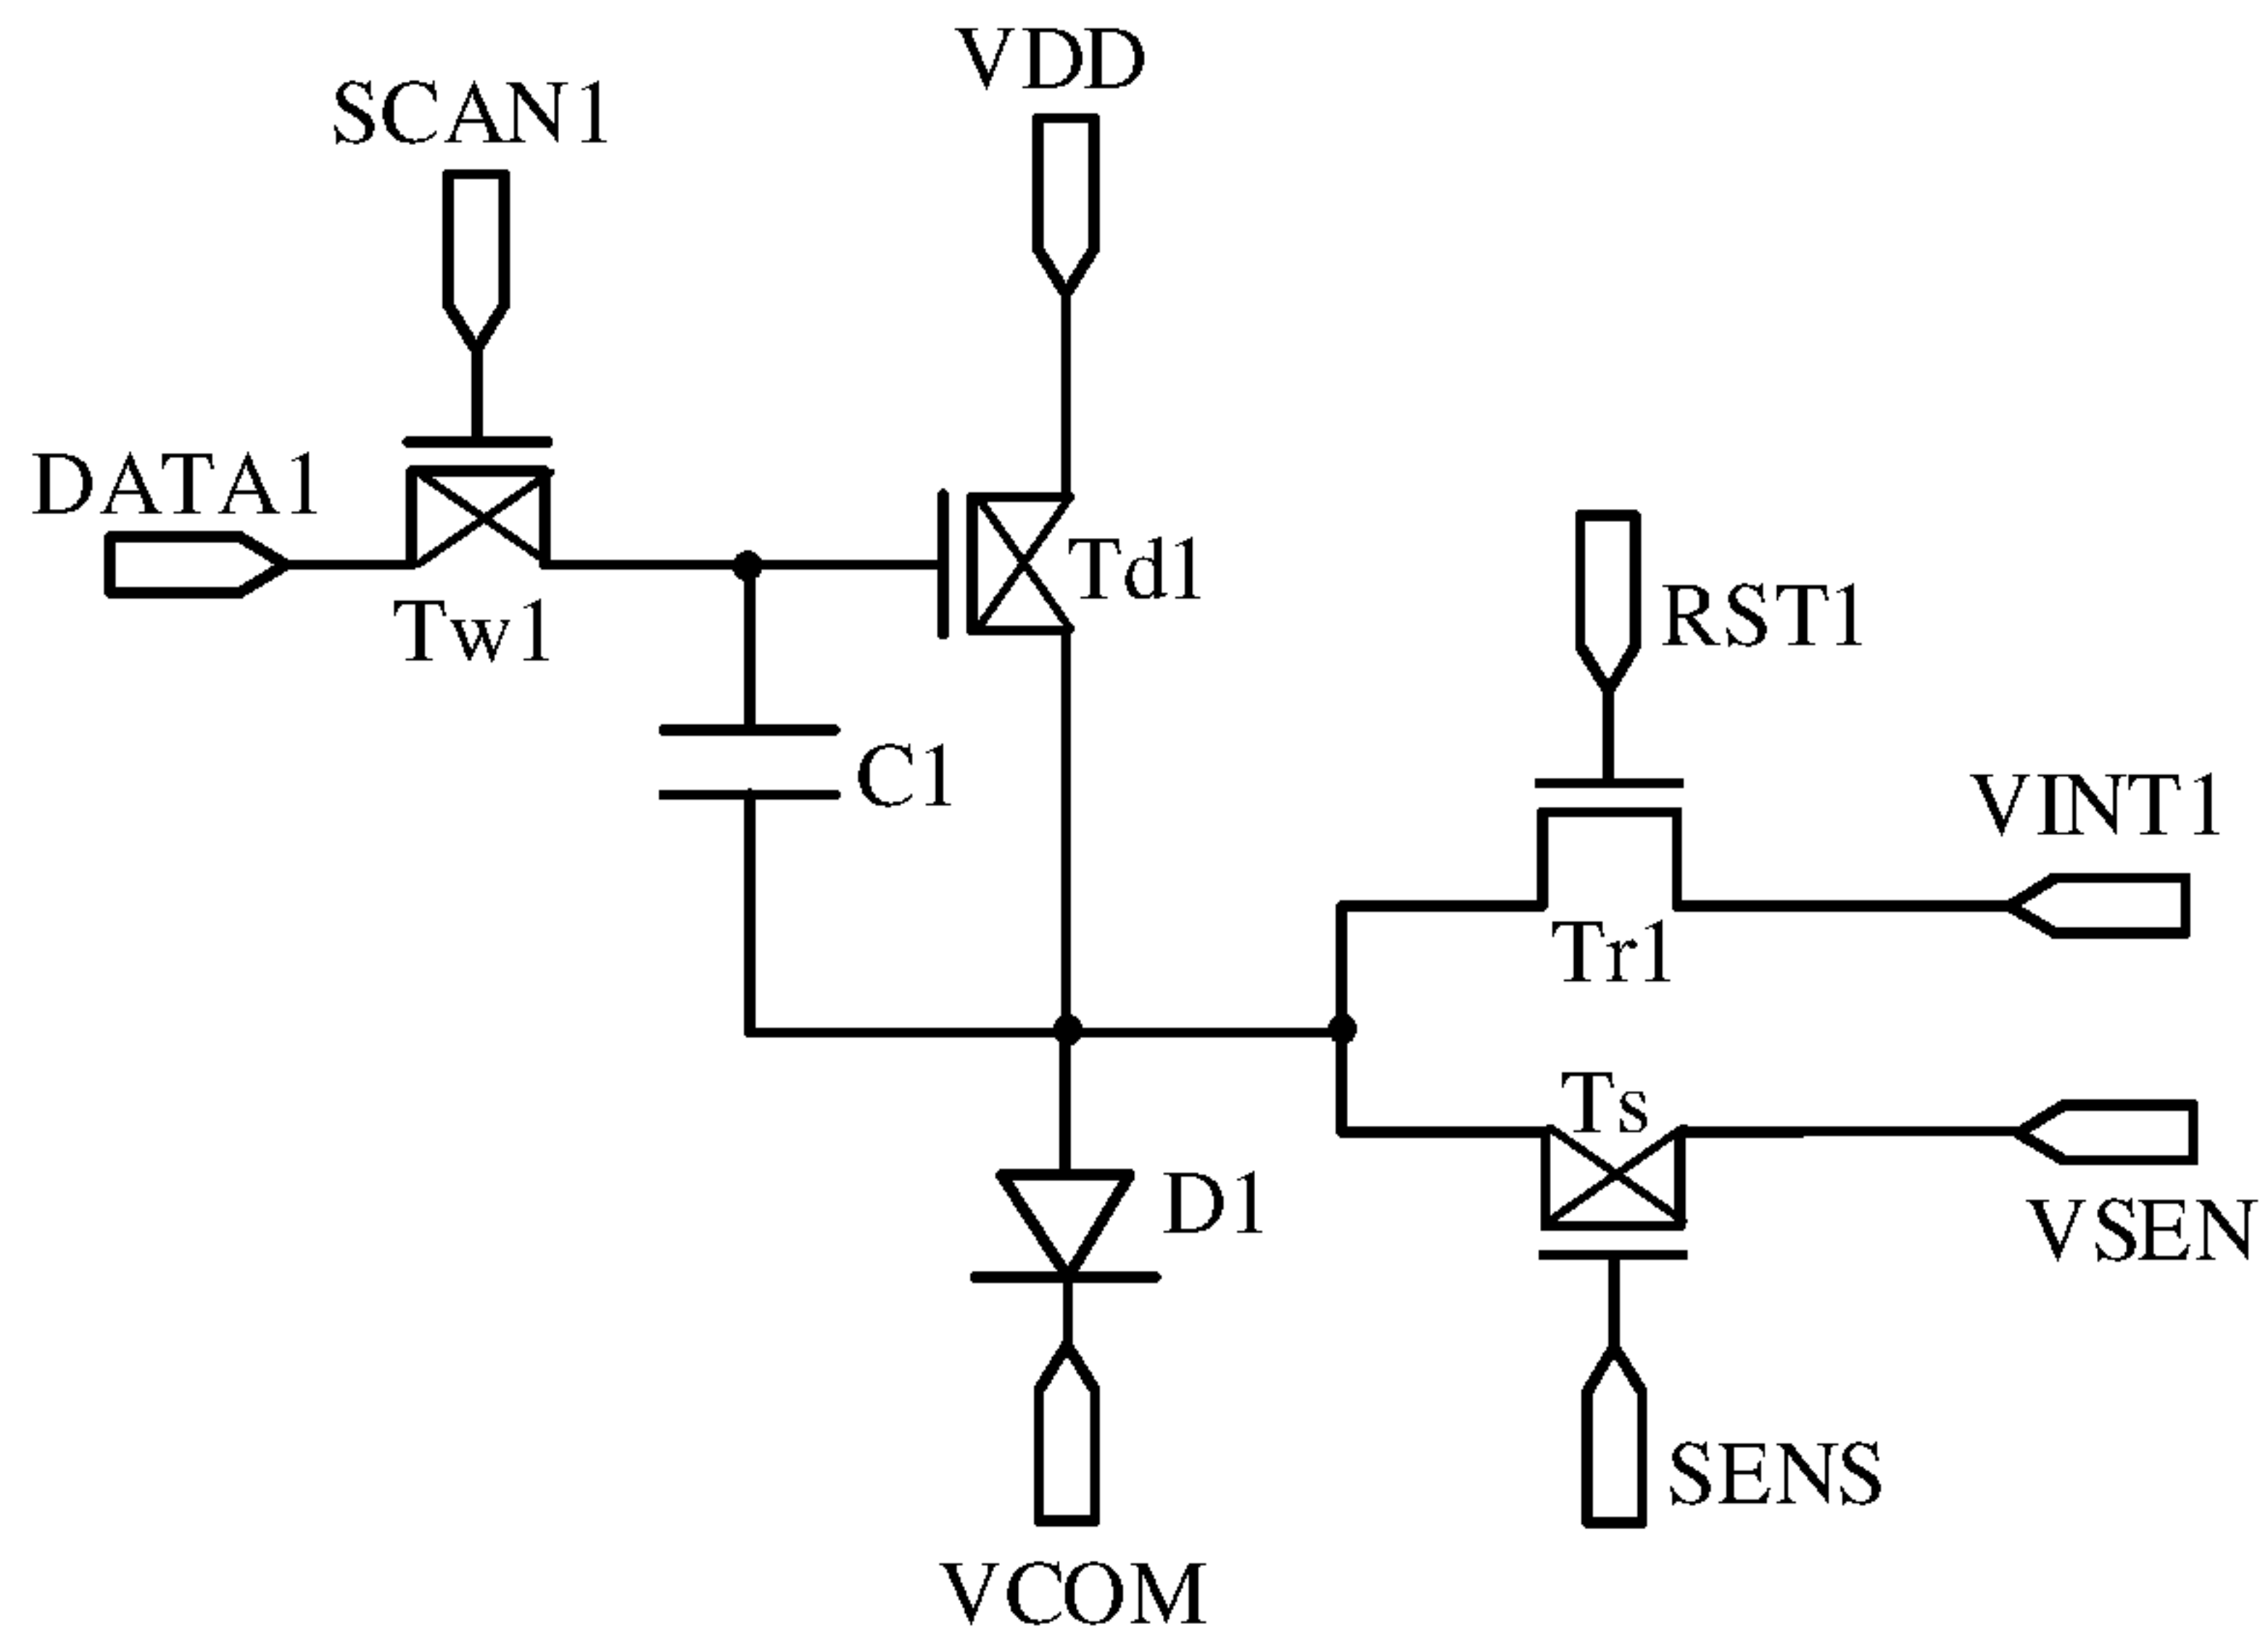 VDD
SCAN1
DATA1
Td1
Tw1
RST1
C1
VINT1
Tr1
Ts
D1
VSEN
SENS
VCOM